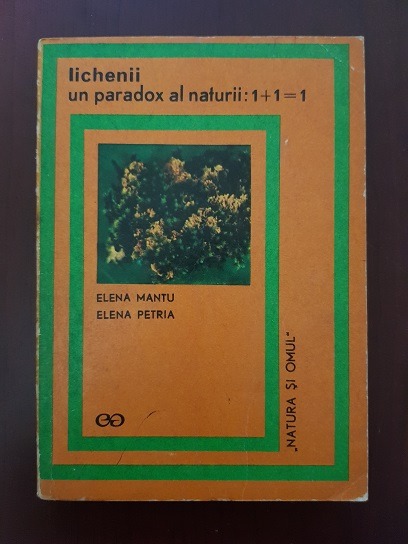 lichenii
un paradox al naturii: 1+1=1
ELENA MANTU
ELENA PETRIA
„NATURA ȘI OMUL“